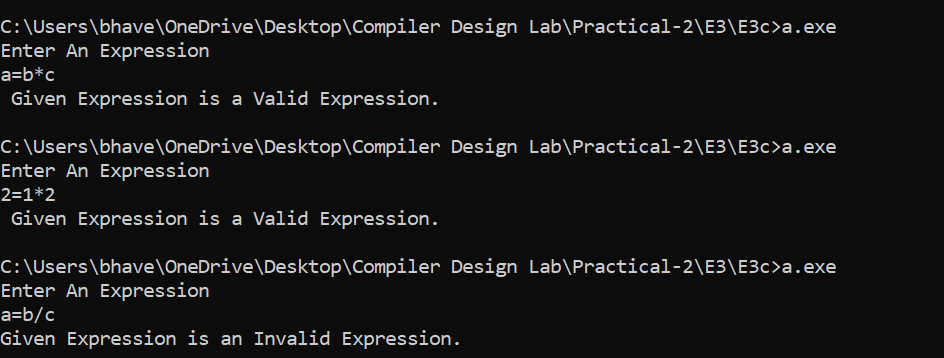 C:\Users\bhave\OneDrive\Desktop\Compiler Design Lab\Practical-2\E3\E3c>a.exe
Enter An Expression
a=b*c
 Given Expression is a Valid Expression.
C:\Users\bhave\OneDrive\Desktop\Compiler Design Lab\Practical-2\E3\E3c>a.exe
Enter An Expression
2=1*2
 Given Expression is a Valid Expression.
C:\Users\bhave\OneDrive\Desktop\Compiler Design Lab\Practical-2\E3\E3c>a.exe
Enter An Expression
a=b/c
Given Expression is an Invalid Expression.